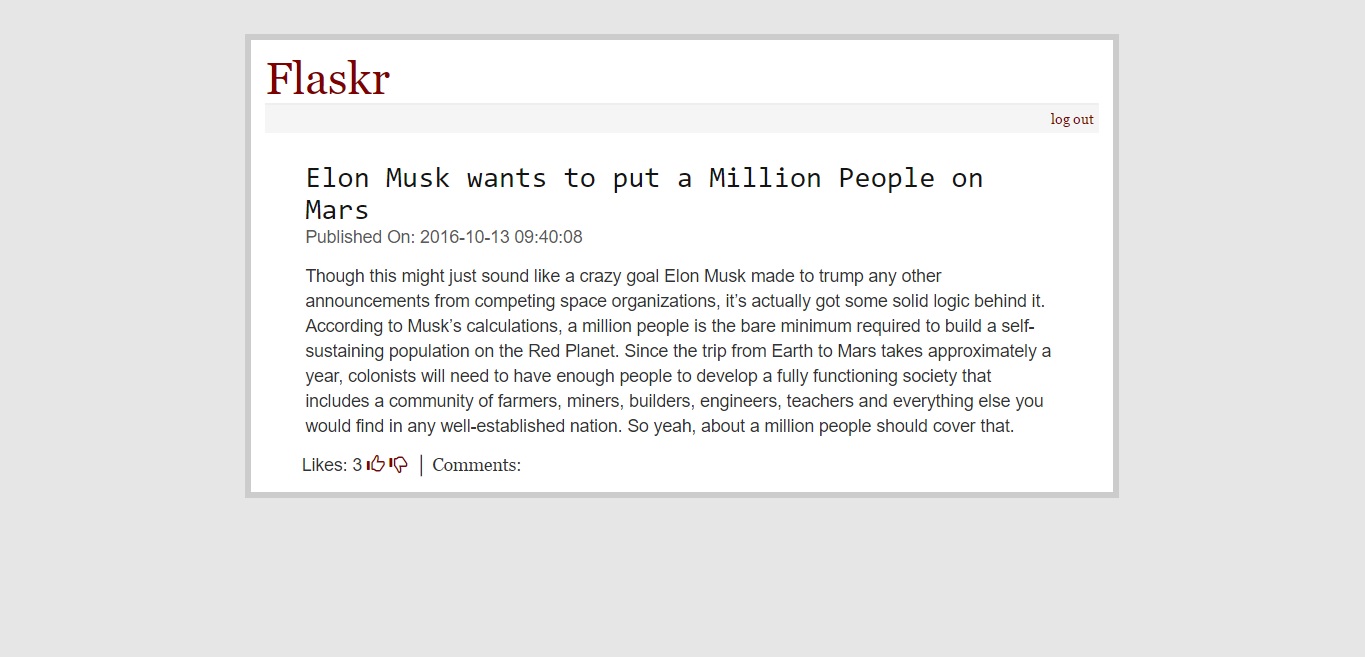 Flaskr
log out
Elon Musk wants to put a Million People on
Mars
Published On: 2016-10-13 09:40:08
Though this might just sound like a crazy goal Elon Musk made to trump any other
announcements from competing space organizations, it’s actually got some solid logic behind it.
According to Musk’s calculations, a million people is the bare minimum required to build a self-
sustaining population on the Red Planet. Since the trip from Earth to Mars takes approximately a
year, colonists will need to have enough people to develop a fully functioning society that
includes a community of farmers, miners, builders, engineers, teachers and everything else you
would find in any well-established nation. So yeah, about a million people should cover that.
Likes: 3 | Comments: